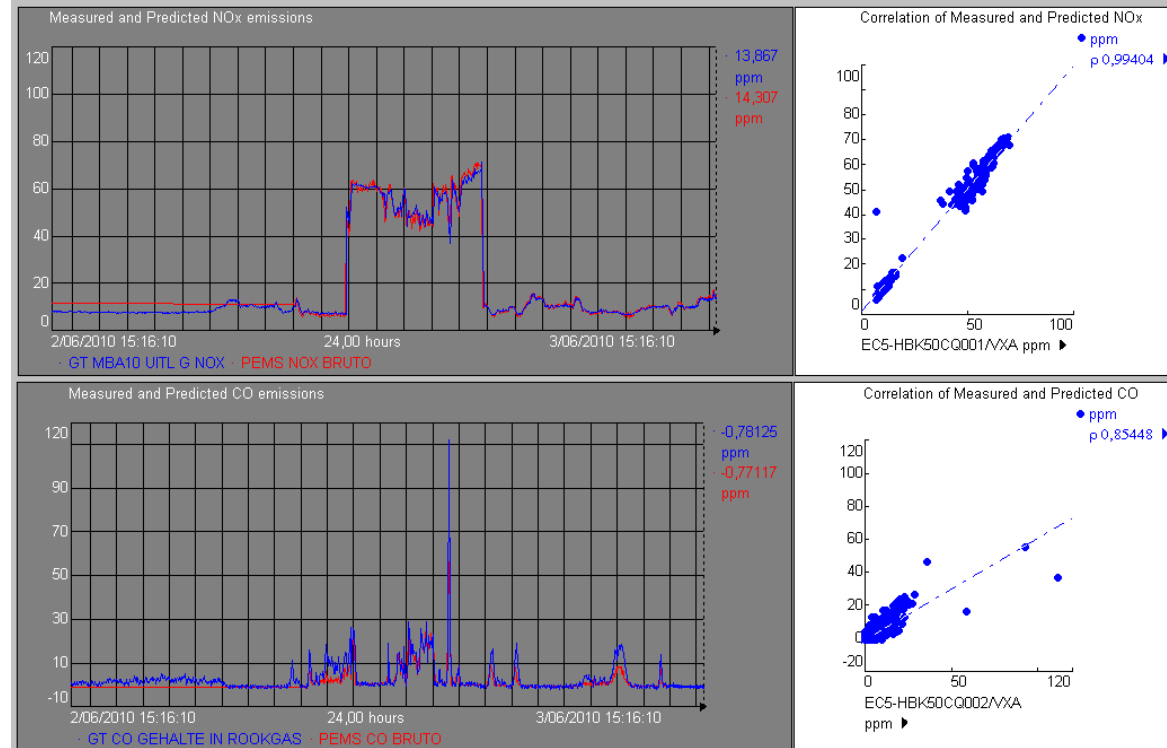 Measured and Predicted NOx emissions
120
100
80
60
40
20
0
· 13,867
ppm
· 14,307
ppm
2/06/2010 15:16:10
24,00 hours
3/06/2010 15:16:10
· GT MBA10 UITL G NOX · PEMS NOX BRUTO
Correlation of Measured and Predicted NOx
ppm
ρ 0,99404
100
80
70
60
50
40
30
20
0
0
50
100
EC5-HBK50CQ001/VXA ppm
Measured and Predicted CO emissions
120
90
70
50
30
10
-10
· -0,78125
ppm
· -0,77117
ppm
2/06/2010 15:16:10
24,00 hours
3/06/2010 15:16:10
· GT CO GEHALTE IN ROOKGAS · PEMS CO BRUTO
Correlation of Measured and Predicted CO
ppm
ρ 0,85448
120
100
80
60
40
20
0
-20
0
50
120
EC5-HBK50CQ002/VXA
ppm